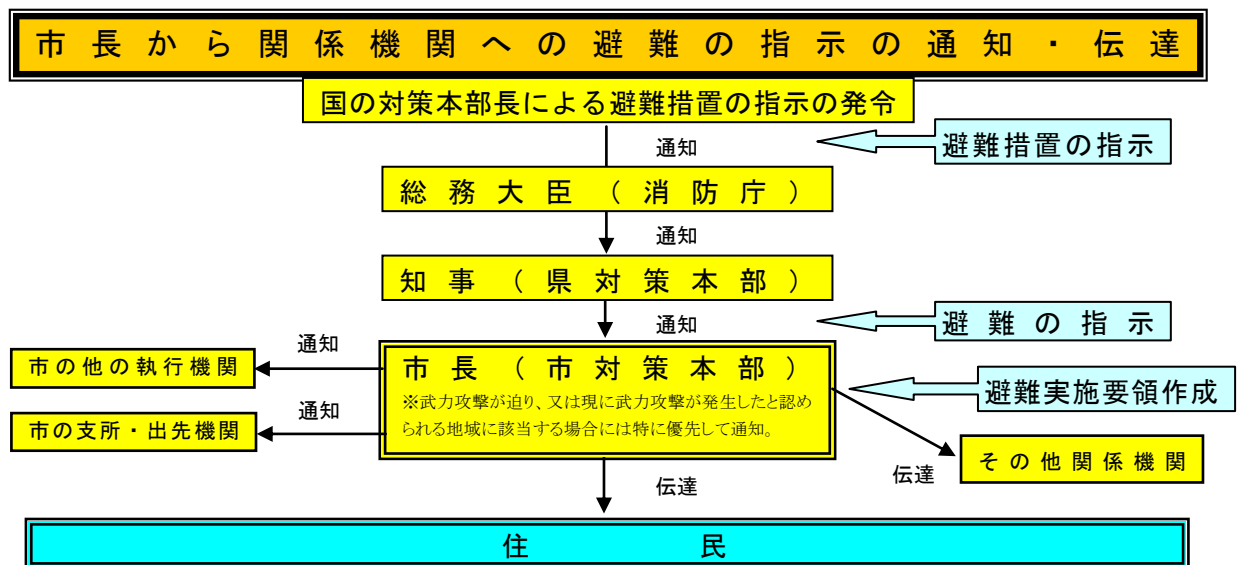 市長から関係機関への避難の指示の通知・伝達
国の対策本部長による避難措置の指示の発令
通知
避難措置の指示
総務大臣（消防庁）
通知
知事（県対策本部）
通知
避難の指示
通知
市の他の執行機関
市長（市対策本部）
※武力攻撃が迫り、又は現に武力攻撃が発生したと認め
られる地域に該当する場合には特に優先して通知。
避難実施要領作成
通知
市の支所・出先機関
伝達
その他関係機関
伝達
住民